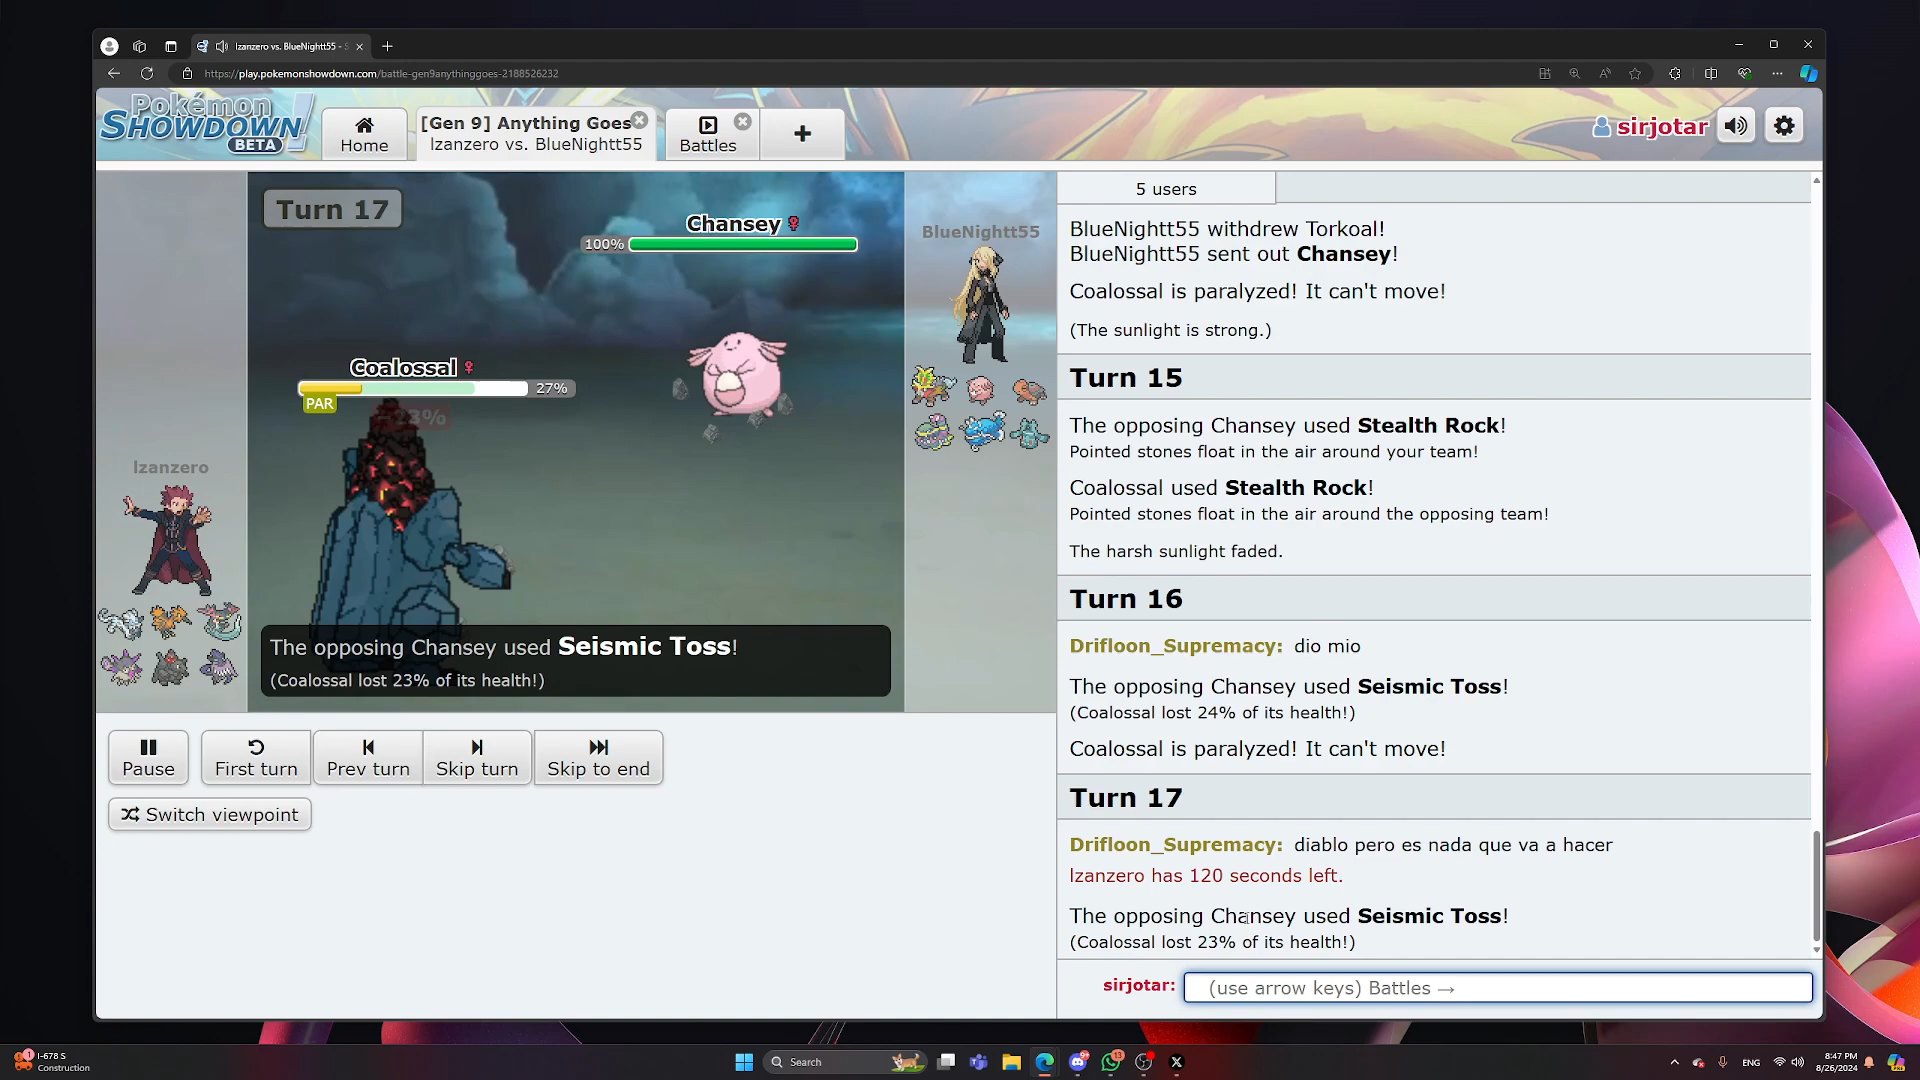 Izanzero vs. BlueNightt55 - S
https://play.pokemonshowdown.com/battle-gen9anythinggoes-2188526232
Pokémon
SHOWDOWN!
BETA
Home
[Gen 9] Anything Goes
Izanzero vs. BlueNightt55
Battles
sirjotar
Turn 17
Chansey
100%
Coalossal
27%
PAR
The opposing Chansey used Seismic Toss!
(Coalossal lost 23% of its health!)
Izanzero
BlueNightt55
Pause
First turn
Prev turn
Skip turn
Skip to end
Switch viewpoint
5 users
BlueNightt55 withdrew Torkoal!
BlueNightt55 sent out Chansey!
Coalossal is paralyzed! It can't move!
(The sunlight is strong.)
Turn 15
The opposing Chansey used Stealth Rock!
Pointed stones float in the air around your team!
Coalossal used Stealth Rock!
Pointed stones float in the air around the opposing team!
The harsh sunlight faded.
Turn 16
Drifloon_Supremacy: dio mio
The opposing Chansey used Seismic Toss!
(Coalossal lost 24% of its health!)
Coalossal is paralyzed! It can't move!
Turn 17
Drifloon_Supremacy: diablo pero es nada que va a hacer
Izanzero has 120 seconds left.
The opposing Chansey used Seismic Toss!
(Coalossal lost 23% of its health!)
sirjotar: (use arrow keys) Battles →
I-678 S
Construction
Search
ENG
8:47 PM
8/26/2024